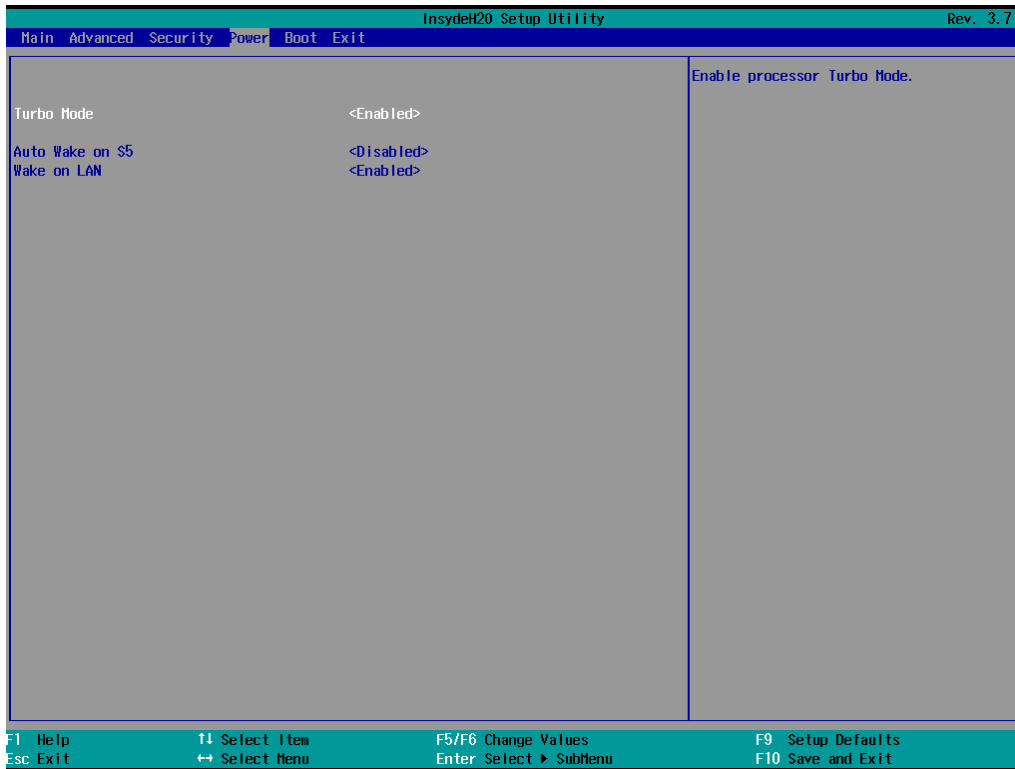 InsydeH20 Setup Utility Rev. 3.7
Main Advanced Security Power Boot Exit
Enable processor Turbo Mode.
Turbo Mode <Enabled>
Auto Wake on S5 <Disabled>
Wake on LAN <Enabled>
F1 Help ↑↓ Select Item F5/F6 Change Values F9 Setup Defaults
Esc Exit ↔ Select Menu Enter Select ▶ SubMenu F10 Save and Exit